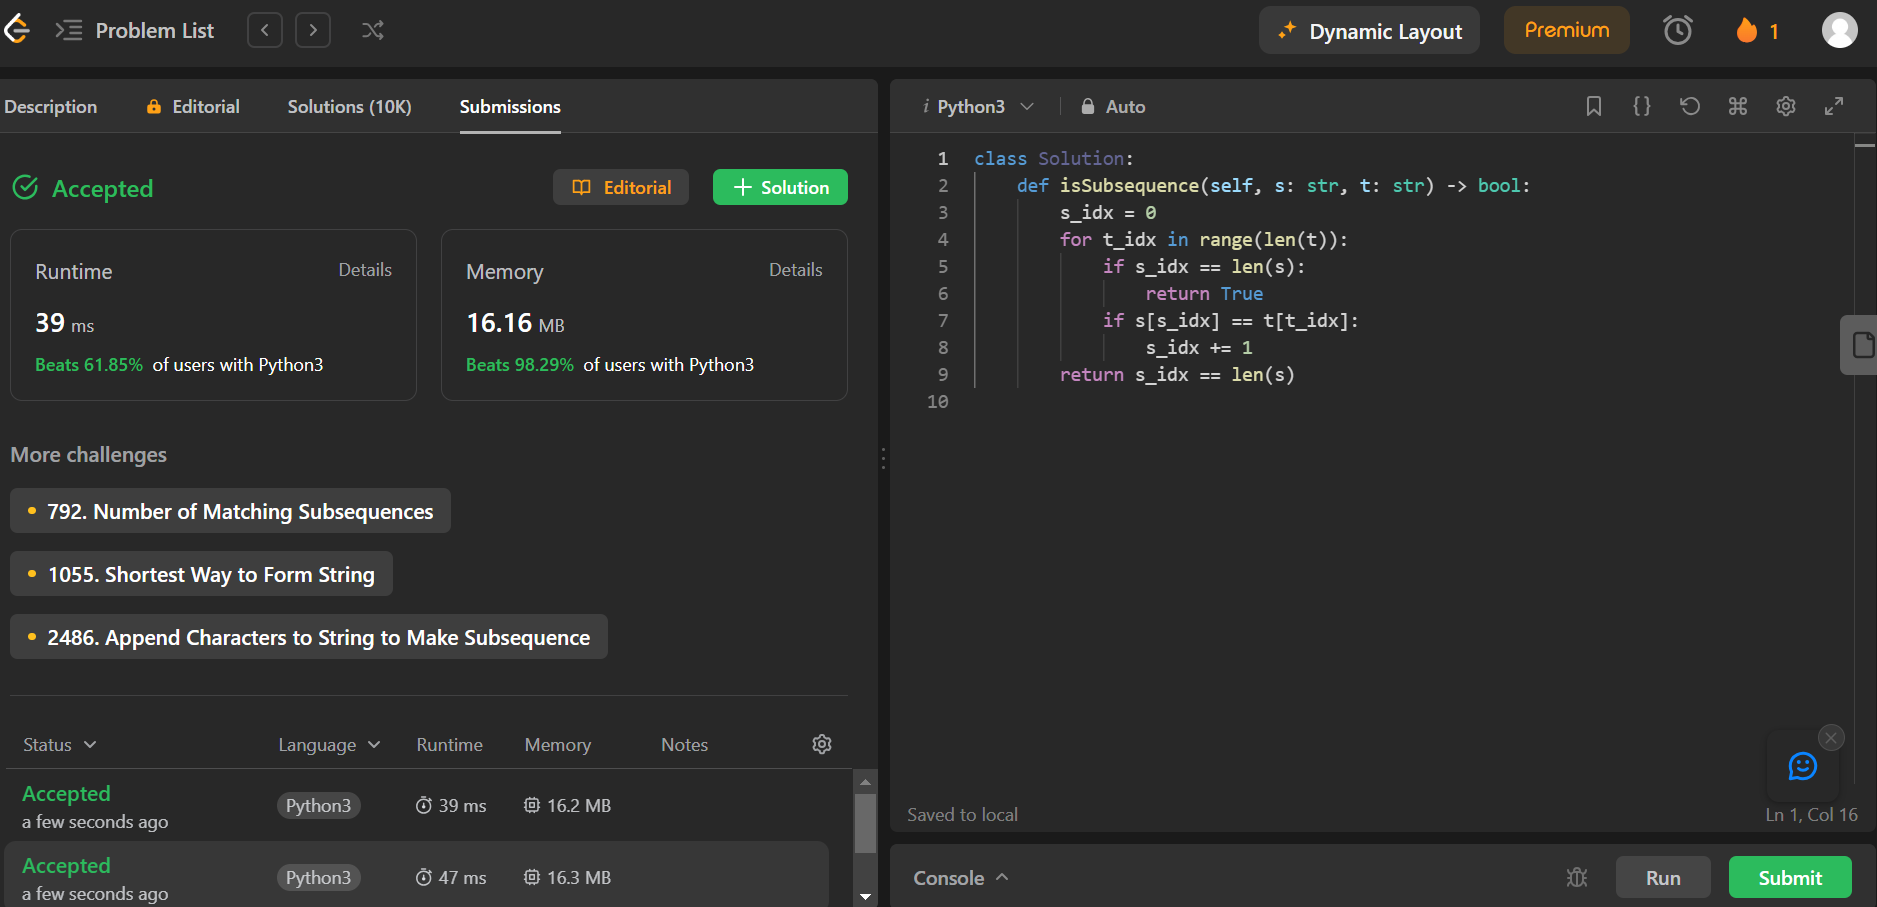 Problem List
Dynamic Layout
Premium
1
Description
Editorial
Solutions (10K)
Submissions
Accepted
Editorial
Solution
Runtime
Details
39 ms
Beats 61.85% of users with Python3
Memory
Details
16.16 MB
Beats 98.29% of users with Python3
More challenges
792. Number of Matching Subsequences
1055. Shortest Way to Form String
2486. Append Characters to String to Make Subsequence
Status Language Runtime Memory Notes
Accepted
a few seconds ago
Python3
39 ms
16.2 MB
Accepted
a few seconds ago
Python3
47 ms
16.3 MB
i Python3
Auto
1 class Solution:
2     def isSubsequence(self, s: str, t: str) -> bool:
3         s_idx = 0
4         for t_idx in range(len(t)):
5             if s_idx == len(s):
6                 return True
7             if s[s_idx] == t[t_idx]:
8                 s_idx += 1
9         return s_idx == len(s)
10
Saved to local
Ln 1, Col 16
Console
Run
Submit